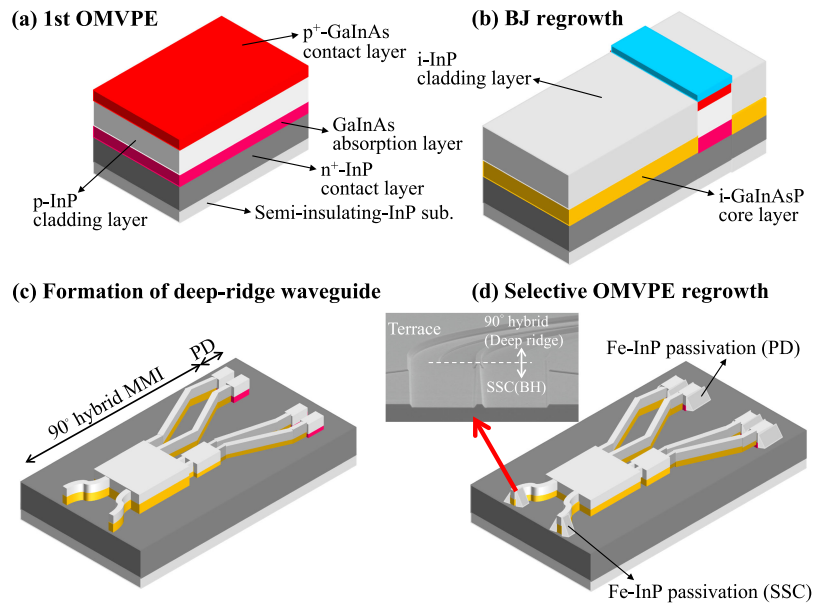 (a) 1st OMVPE
p⁺-GaInAs
contact layer
GaInAs
absorption layer
n⁺-InP
contact layer
p-InP
cladding layer
Semi-insulating-InP sub.
(b) BJ regrowth
i-InP
cladding layer
i-GaInAsP
core layer
(c) Formation of deep-ridge waveguide
PD
90° hybrid MMI
(d) Selective OMVPE regrowth
Terrace
90° hybrid
(Deep ridge)
SSC(BH)
Fe-InP passivation (PD)
Fe-InP passivation (SSC)